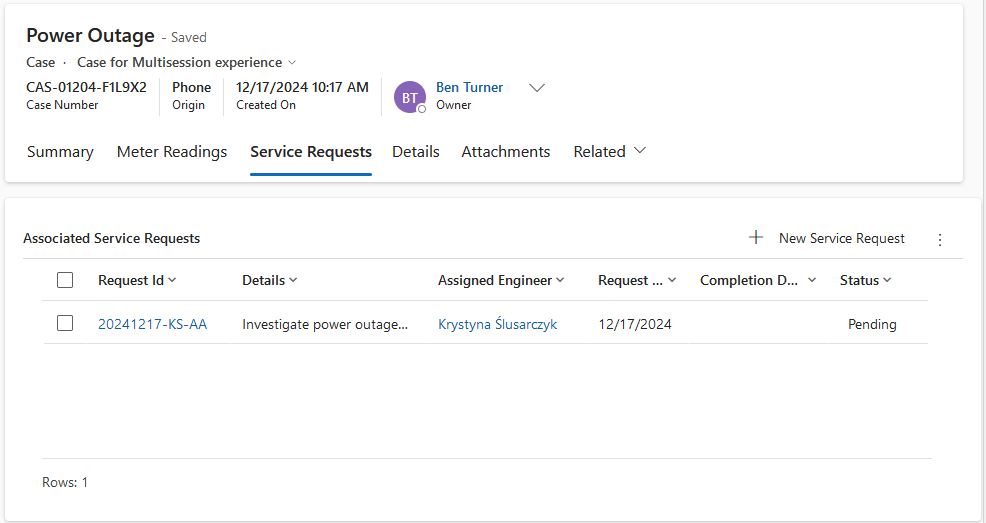 Power Outage - Saved
Case · Case for Multisession experience
CAS-01204-F1L9X2 Phone 12/17/2024 10:17 AM BT Ben Turner
Case Number Origin Created On Owner
Summary Meter Readings Service Requests Details Attachments Related
Associated Service Requests + New Service Request
Request Id Details Assigned Engineer Request ... Completion D... Status
20241217-KS-AA Investigate power outage... Krystyna Ślusarczyk 12/17/2024 Pending
Rows: 1